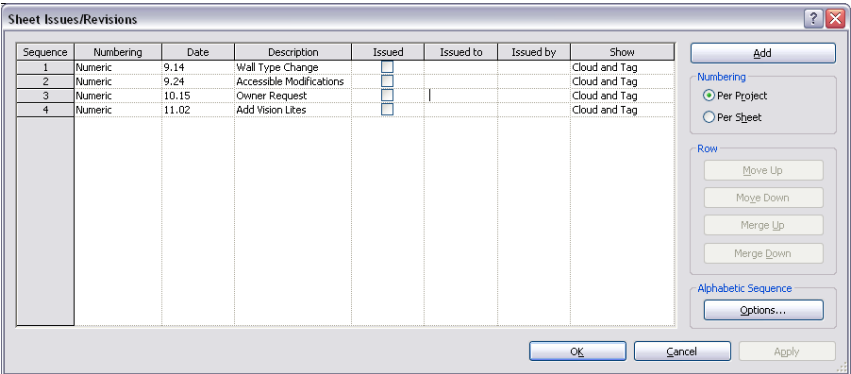 Sheet Issues/Revisions
Sequence Numbering Date Description Issued Issued to Issued by Show
1 Numeric 9.14 Wall Type Change Cloud and Tag
2 Numeric 9.24 Accessible Modifications Cloud and Tag
3 Numeric 10.15 Owner Request Cloud and Tag
4 Numeric 11.02 Add Vision Lites Cloud and Tag
Add
Numbering
Per Project
Per Sheet
Row
Move Up
Move Down
Merge Up
Merge Down
Alphabetic Sequence
Options...
OK Cancel Apply